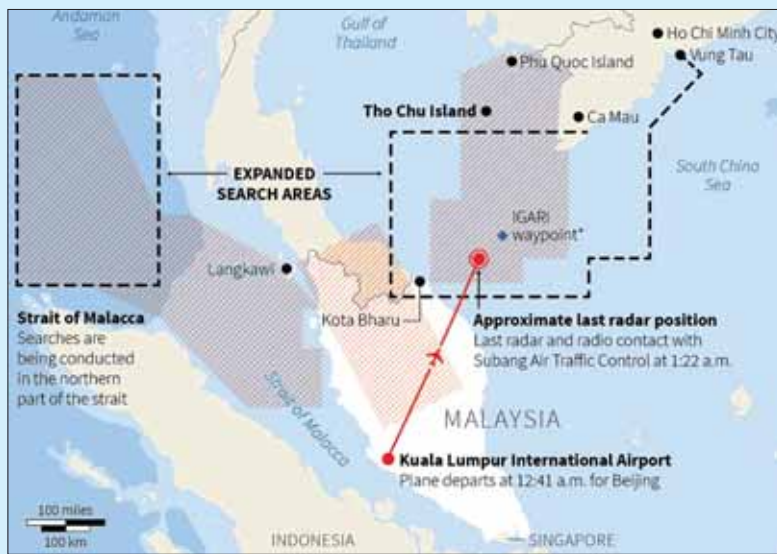 Andaman
Sea
Gulf of
Thailand
Ho Chi Minh City
Vung Tau
Phu Quoc Island
Tho Chu Island
Ca Mau
South China
Sea
EXPANDED
SEARCH AREAS
IGARI
waypoint*
Langkawi
Kota Bharu
Strait of Malacca
Searches are
being conducted
in the northern
part of the strait
Approximate last radar position
Last radar and radio contact with
Subang Air Traffic Control at 1:22 a.m.
Strait of Malacca
MALAYSIA
Kuala Lumpur International Airport
Plane departs at 12:41 a.m. for Beijing
100 miles
100 km
INDONESIA
SINGAPORE